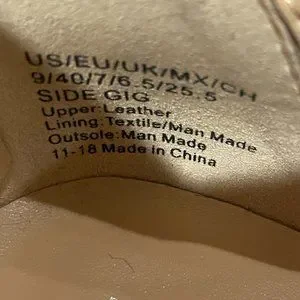 US/EU/UK/MX/CH
9/40/7/6.5/25.5
SIDE GIG
Upper:Leather
Lining: Textile/Man Made
Outsole: Man Made
11-18 Made in China